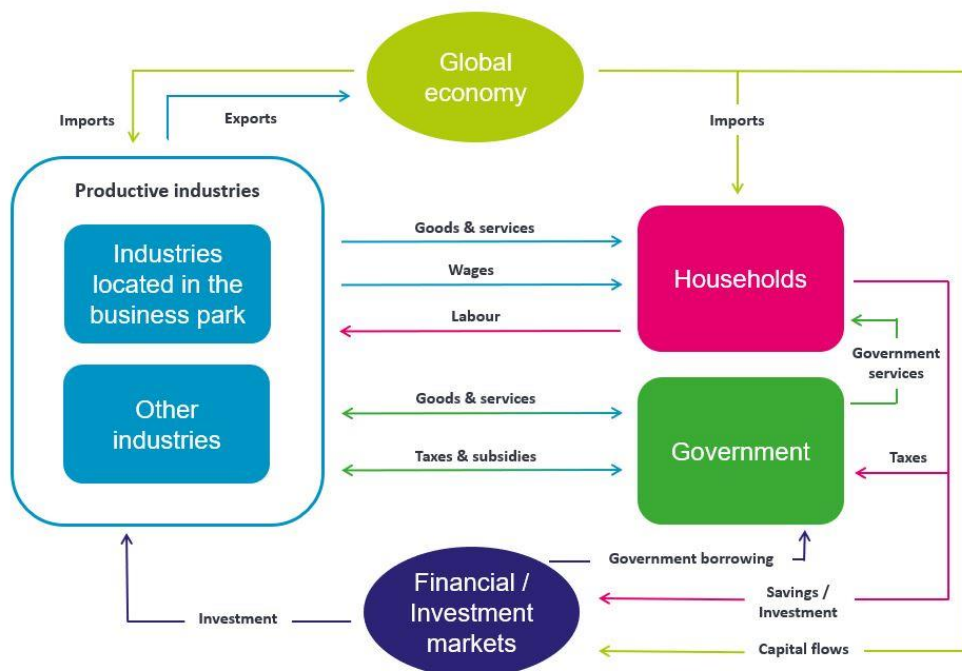 Global
economy
Imports
Exports
Imports
Productive industries
Industries
located in the
business park
Goods & services
Wages
Labour
Households
Government
services
Other
industries
Goods & services
Taxes & subsidies
Government
Taxes
Government borrowing
Financial /
Investment
markets
Investment
Savings /
Investment
Capital flows